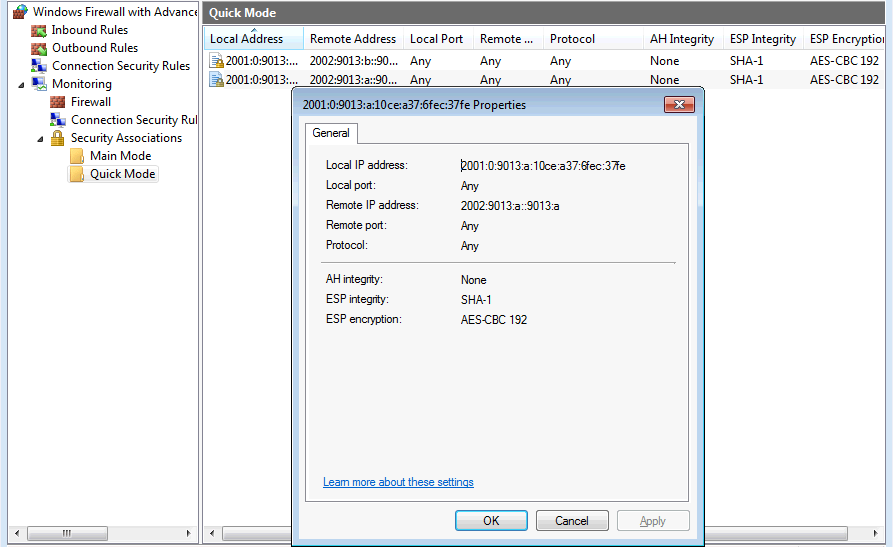 Windows Firewall with Advance
Inbound Rules
Outbound Rules
Connection Security Rules
Monitoring
Firewall
Connection Security Rul
Security Associations
Main Mode
Quick Mode
Quick Mode
Local Address Remote Address Local Port Remote ... Protocol AH Integrity ESP Integrity ESP Encryption
2001:0:9013:... 2002:9013:b::90... Any Any Any None SHA-1 AES-CBC 192
2001:0:9013:... 2002:9013:a::90... Any Any Any None SHA-1 AES-CBC 192
2001:0:9013:a:10ce:a37:6fec:37fe Properties
General
Local IP address: 2001:0:9013:a:10ce:a37:6fec:37fe
Local port: Any
Remote IP address: 2002:9013:a::9013:a
Remote port: Any
Protocol: Any
AH integrity: None
ESP integrity: SHA-1
ESP encryption: AES-CBC 192
Learn more about these settings
OK Cancel Apply